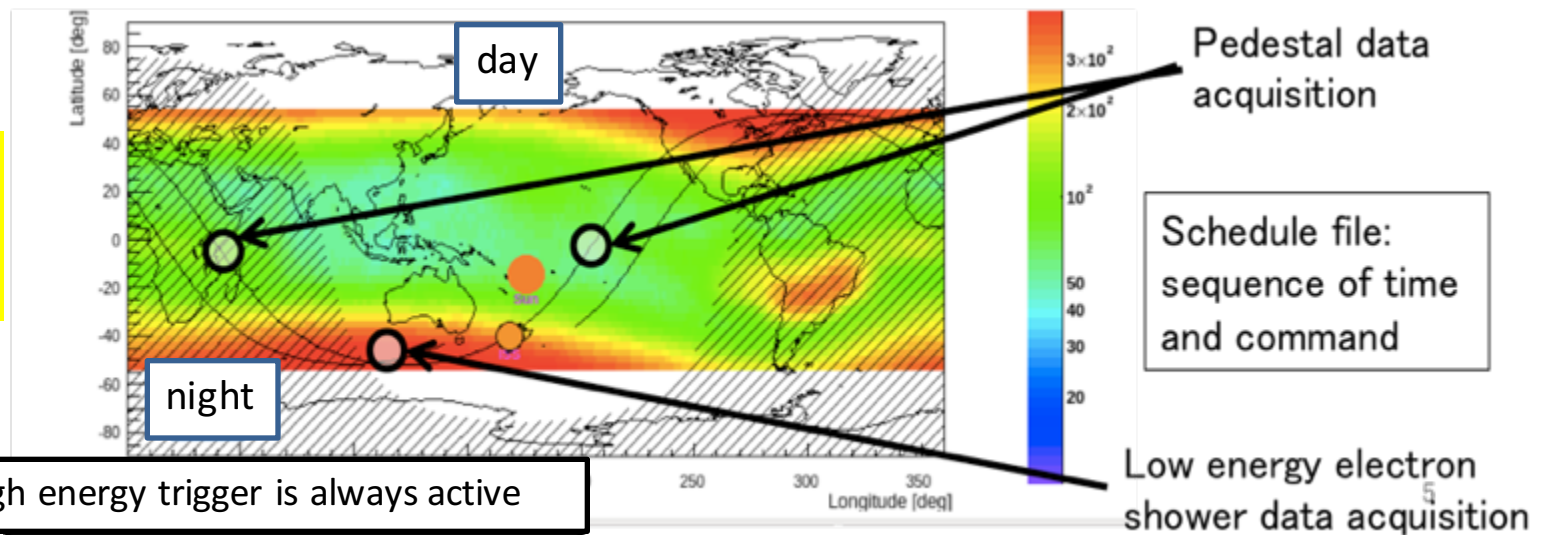 Latitude [deg]
80
60
40
20
0
-20
-40
-60
-80
day
night
Sun
250
300
350
Longitude [deg]
3×10²
2×10²
10²
50
40
30
20
Pedestal data
acquisition
Schedule file:
sequence of time
and command
Low energy electron
shower data acquisition
5
energy trigger is always active